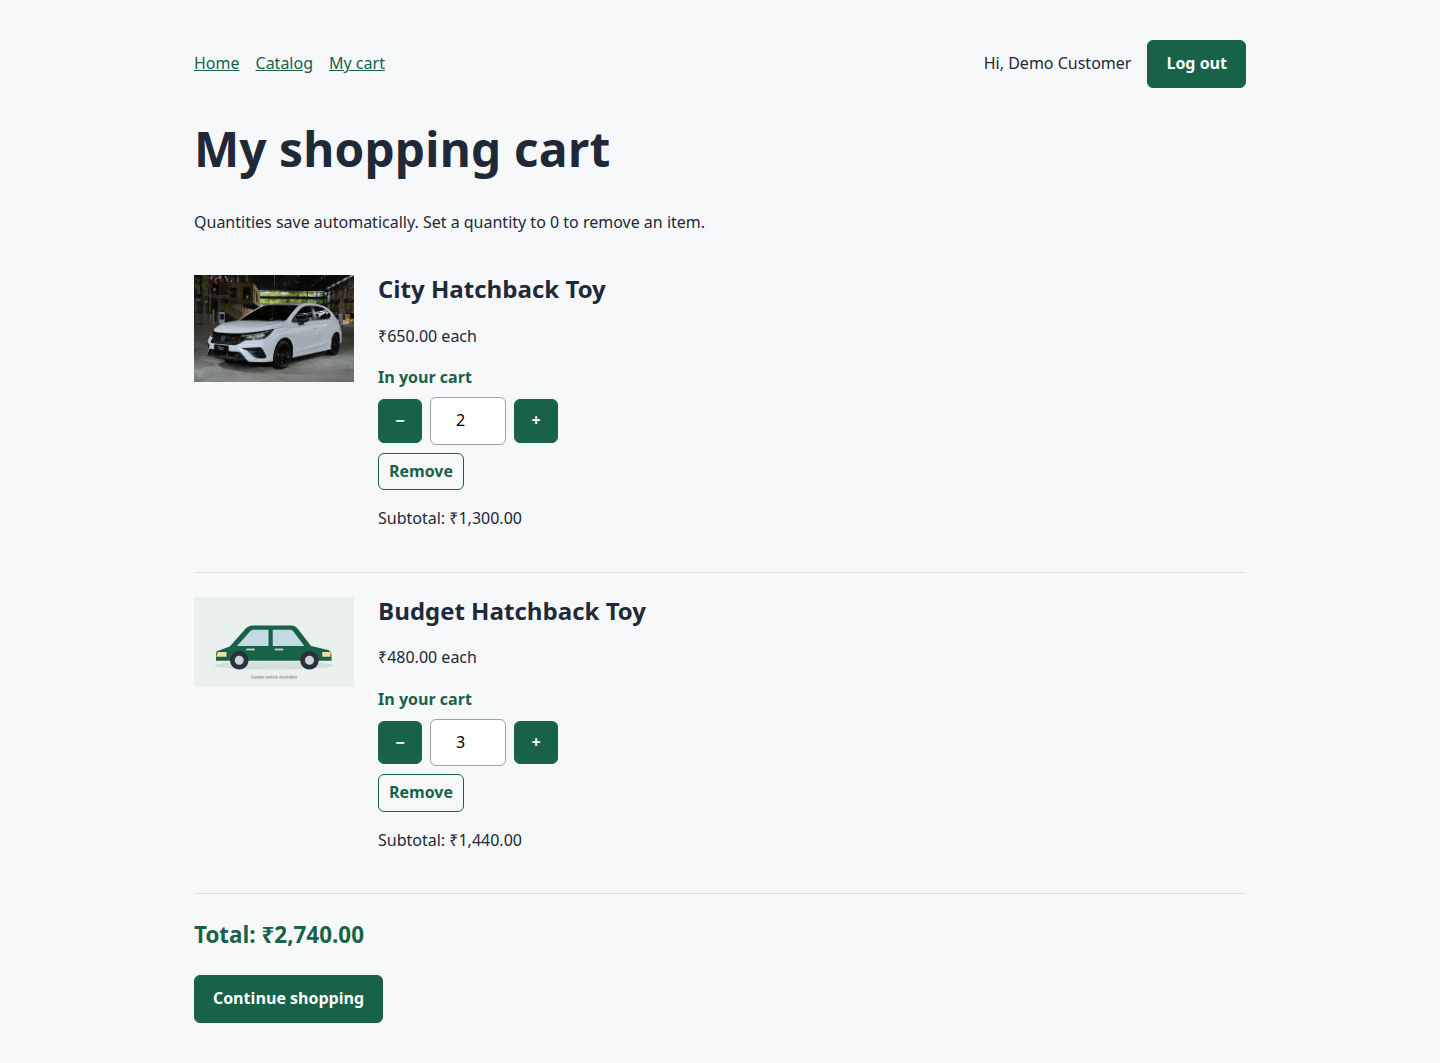 Home Catalog My cart Hi, Demo Customer Log out
My shopping cart
Quantities save automatically. Set a quantity to 0 to remove an item.
City Hatchback Toy
₹650.00 each
In your cart
− 2 +
Remove
Subtotal: ₹1,300.00
Budget Hatchback Toy
₹480.00 each
Sample vehicle illustration
In your cart
− 3 +
Remove
Subtotal: ₹1,440.00
Total: ₹2,740.00
Continue shopping